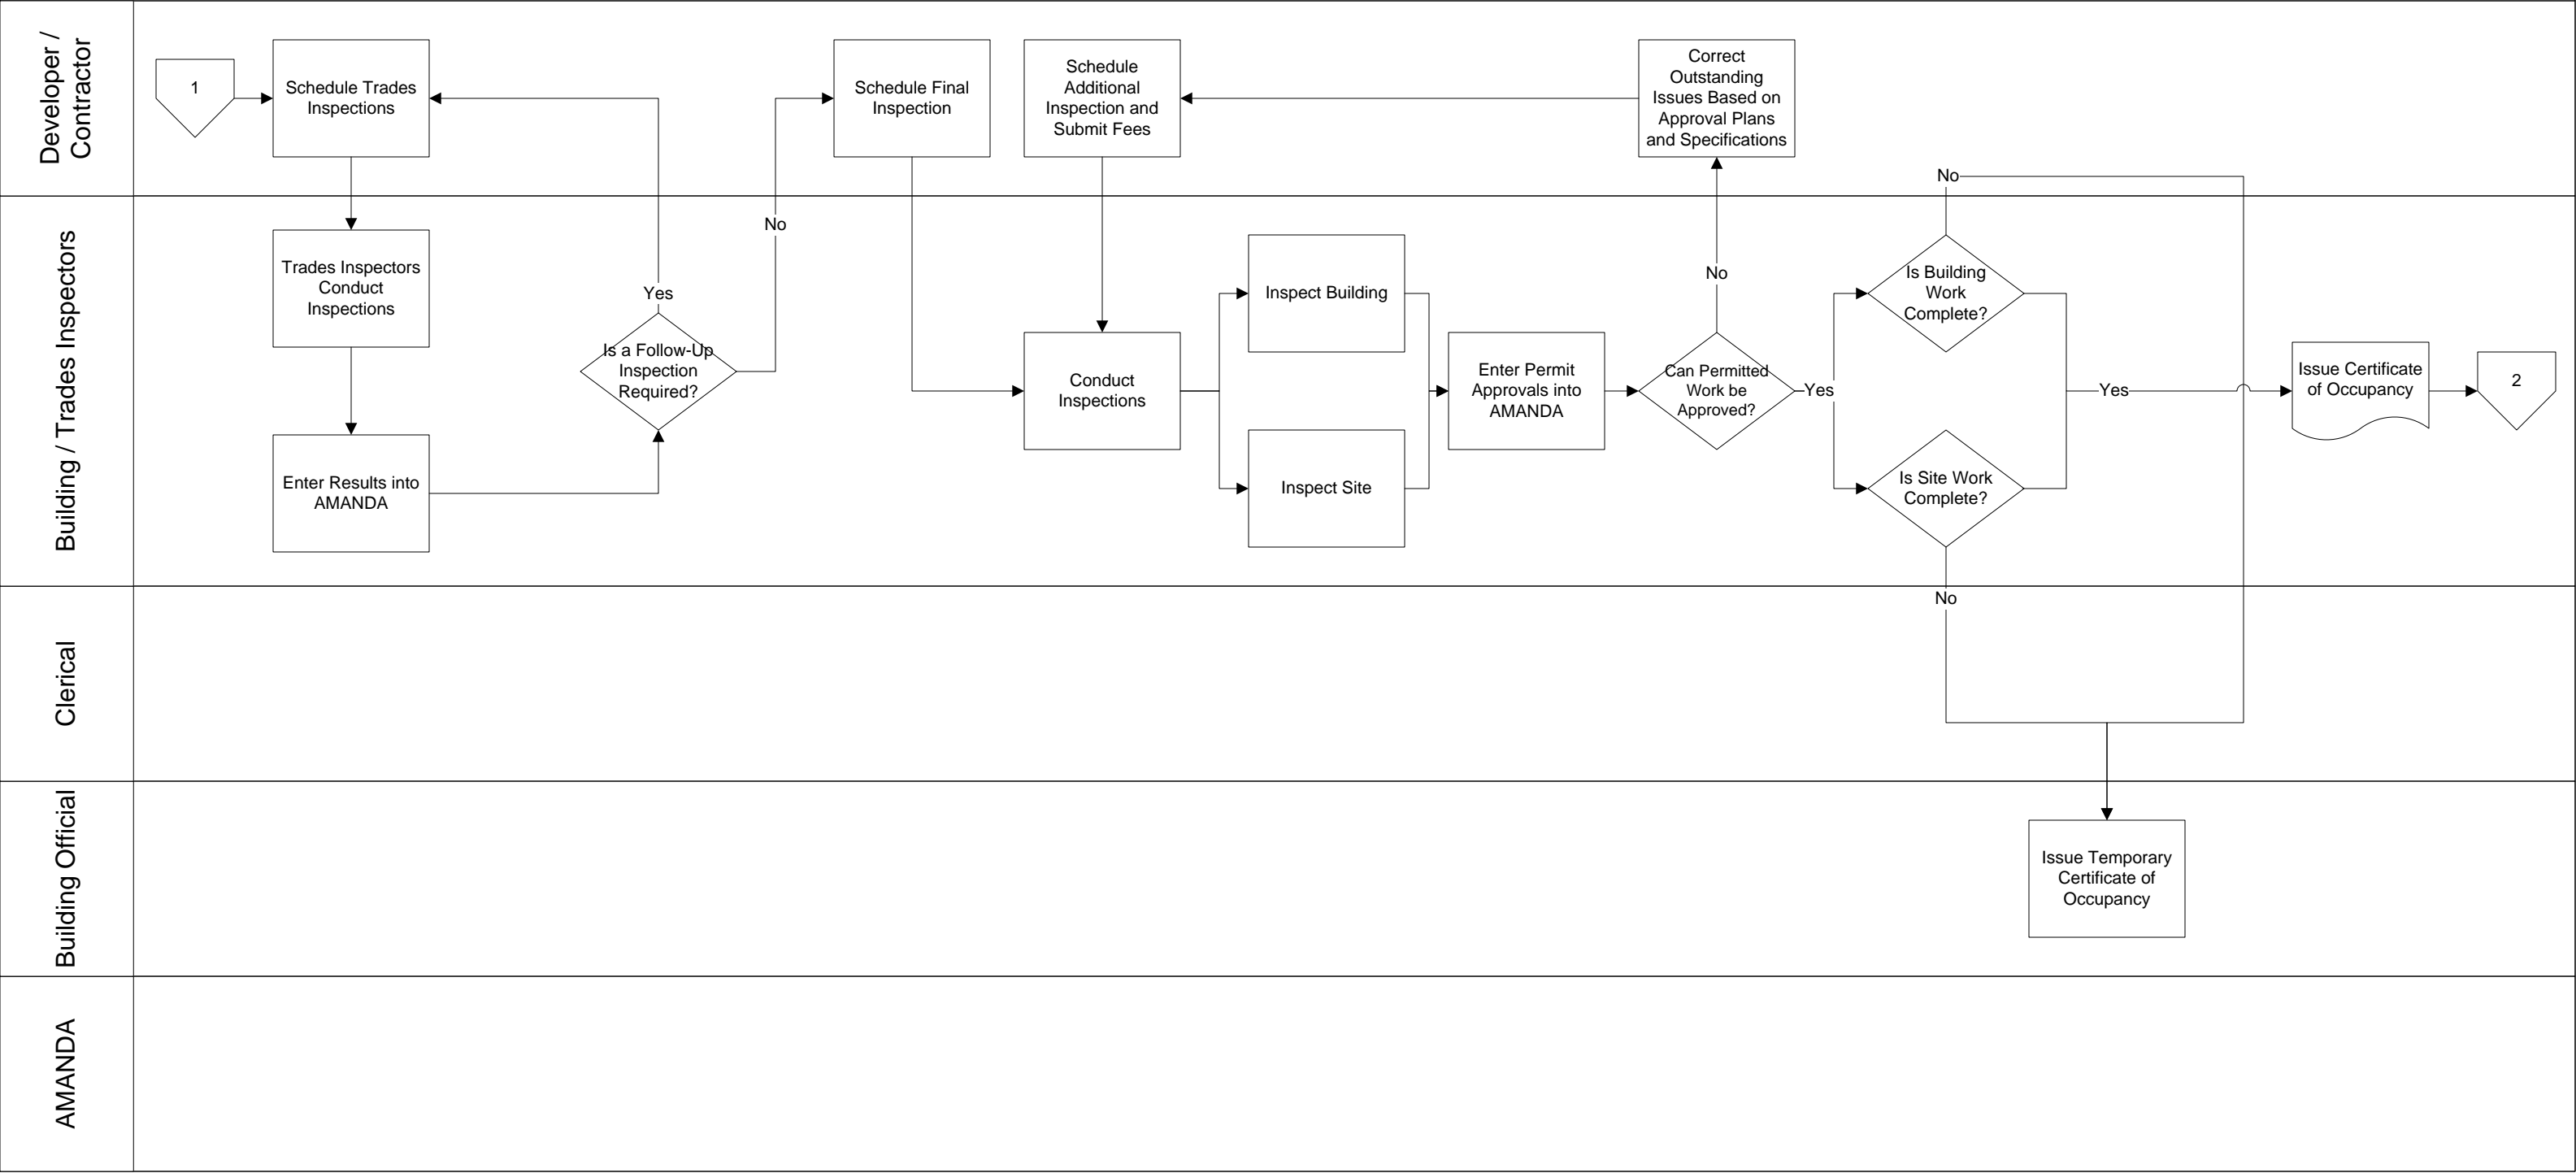 Developer /
Contractor
1
Schedule Trades
Inspections
Schedule Final
Inspection
Schedule
Additional
Inspection and
Submit Fees
Correct
Outstanding
Issues Based on
Approval Plans
and Specifications
No
Building / Trades Inspectors
Trades Inspectors
Conduct
Inspections
Enter Results into
AMANDA
Yes
Is a Follow-Up
Inspection
Required?
No
Conduct
Inspections
Inspect Building
Inspect Site
Enter Permit
Approvals into
AMANDA
No
Can Permitted
Work be
Approved?
Yes
Is Building
Work
Complete?
Is Site Work
Complete?
Yes
Issue Certificate
of Occupancy
2
Clerical
No
Building Official
Issue Temporary
Certificate of
Occupancy
AMANDA